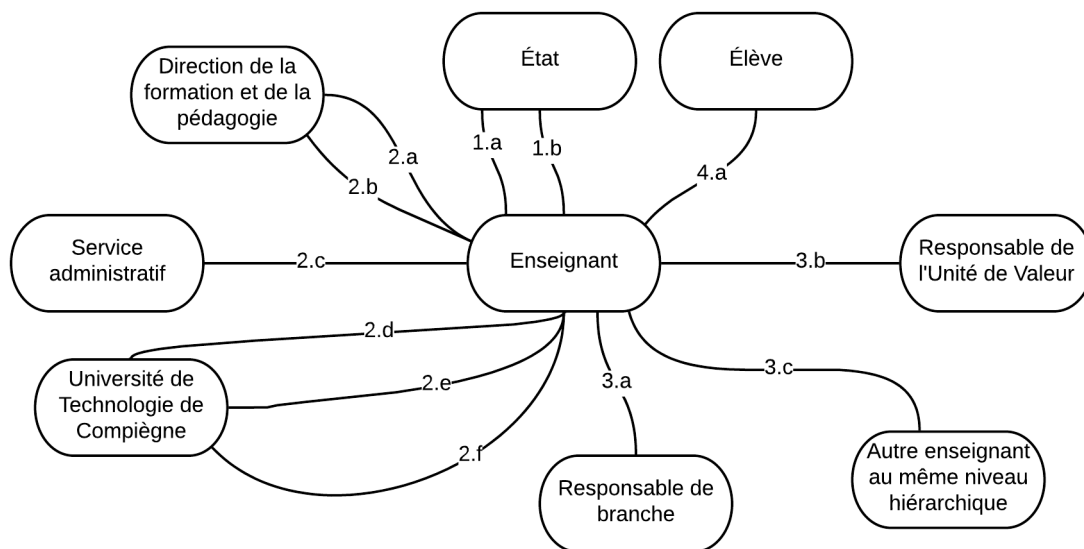 État
Élève
Direction de la
formation et de la
pédagogie
1.a
1.b
2.a
2.b
4.a
Service
administratif
2.c
Enseignant
3.b
Responsable de
l'Unité de Valeur
2.d
Université de
Technologie de
Compiègne
2.e
3.a
3.c
2.f
Responsable de
branche
Autre enseignant
au même niveau
hiérarchique